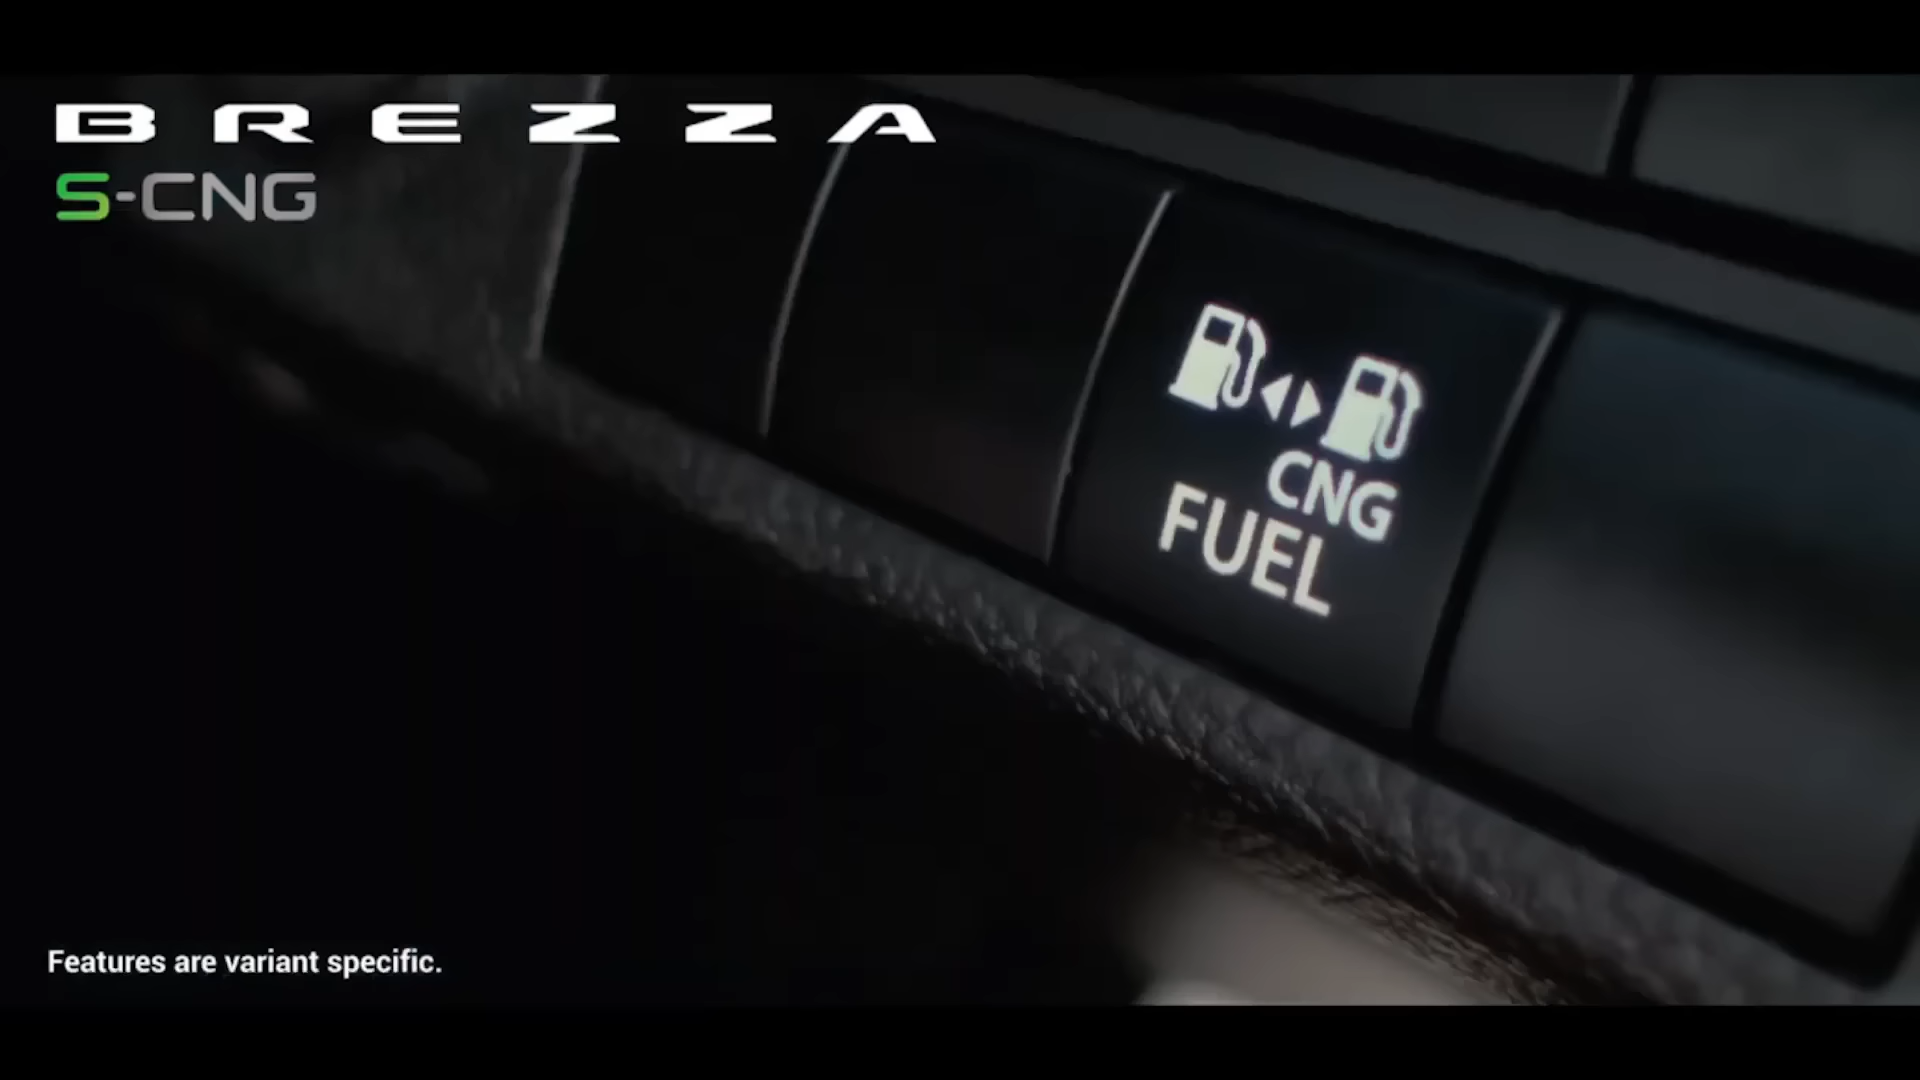 BREZZA
S-CNG
CNG
FUEL
Features are variant specific.